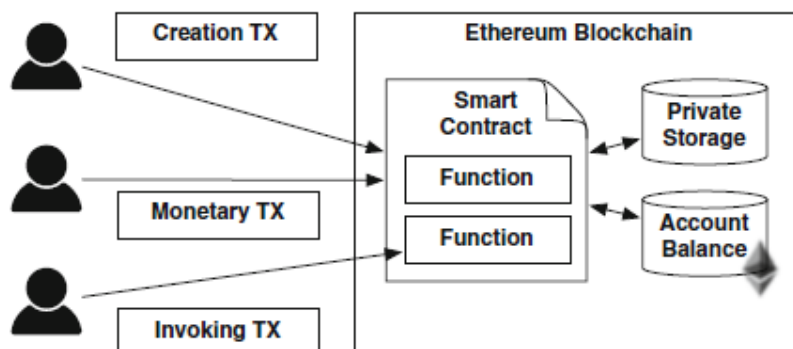 Creation TX
Ethereum Blockchain
Smart
Contract
Private
Storage
Function
Monetary TX
Function
Account
Balance
Invoking TX